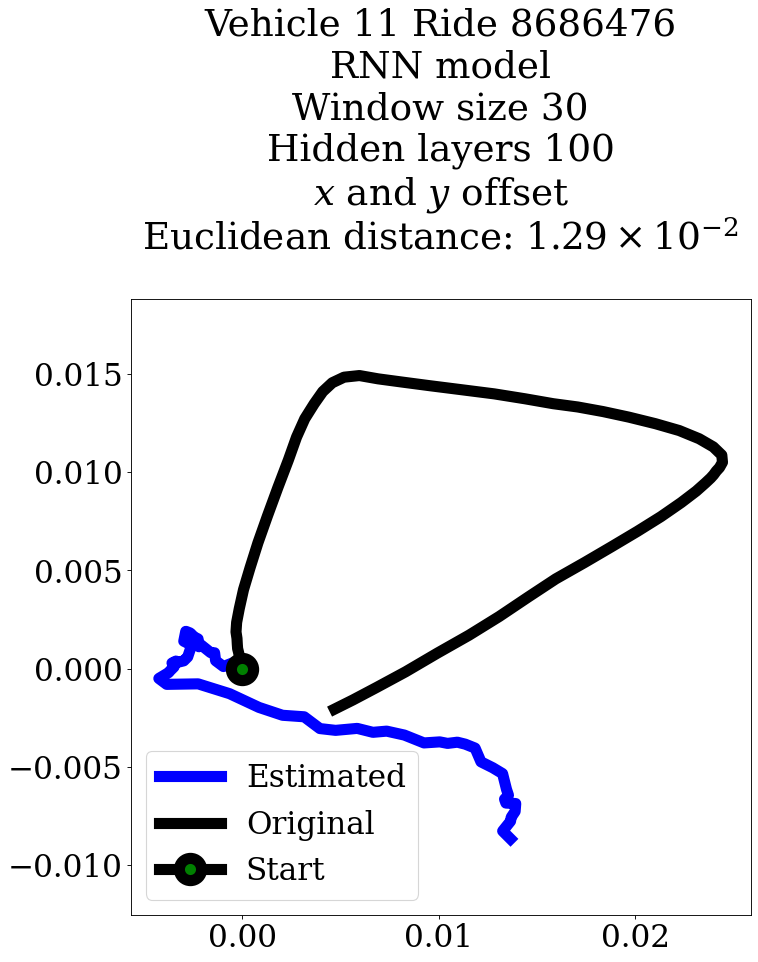 Vehicle 11 Ride 8686476
RNN model
Window size 30
Hidden layers 100
x and y offset
Euclidean distance: 1.29 × 10⁻²
0.015
0.010
0.005
0.000
−0.005
−0.010
Estimated
Original
Start
0.00 0.01 0.02